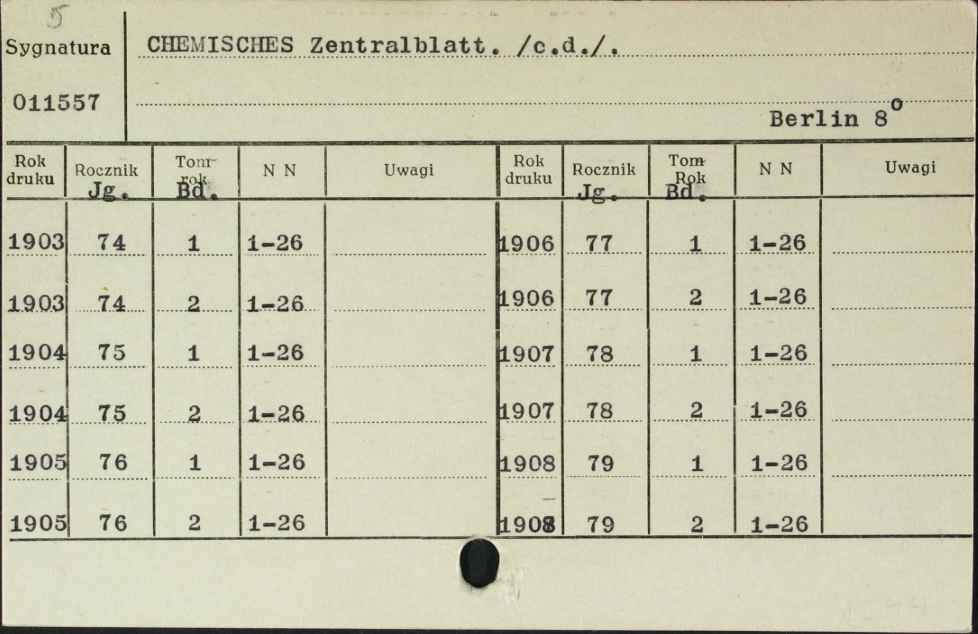 5
Sygnatura
CHEMISCHES Zentralblatt. /c.d./.
011557
Berlin 8º
Rok druku Rocznik Tom rok N N Uwagi Rok druku Rocznik Tom Rok N N Uwagi
Jg. Bd. Jg. Bd.
1903 74 1 1-26 1906 77 1 1-26
1903 74 2 1-26 1906 77 2 1-26
1904 75 1 1-26 1907 78 1 1-26
1904 75 2 1-26 1907 78 2 1-26
1905 76 1 1-26 1908 79 1 1-26
1905 76 2 1-26 1908 79 2 1-26